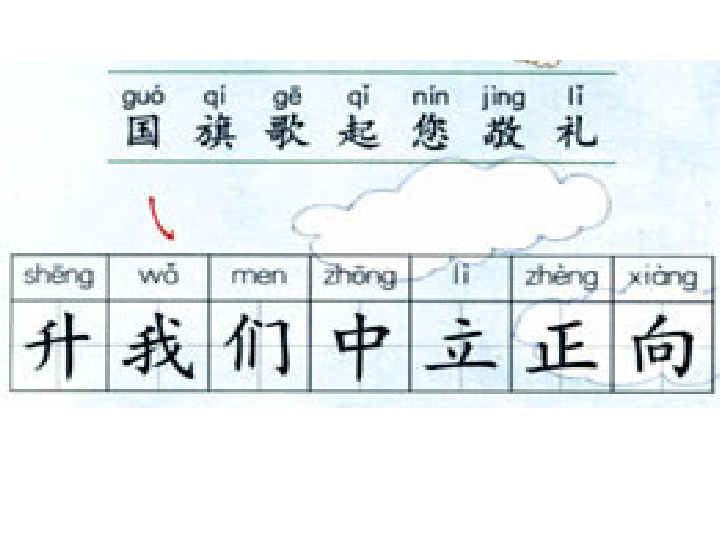 guó qí gē qǐ nín jìng lǐ
国 旗 歌 起 您 敬 礼
shēng wǒ men zhōng lì zhèng xiàng
升 我 们 中 立 正 向